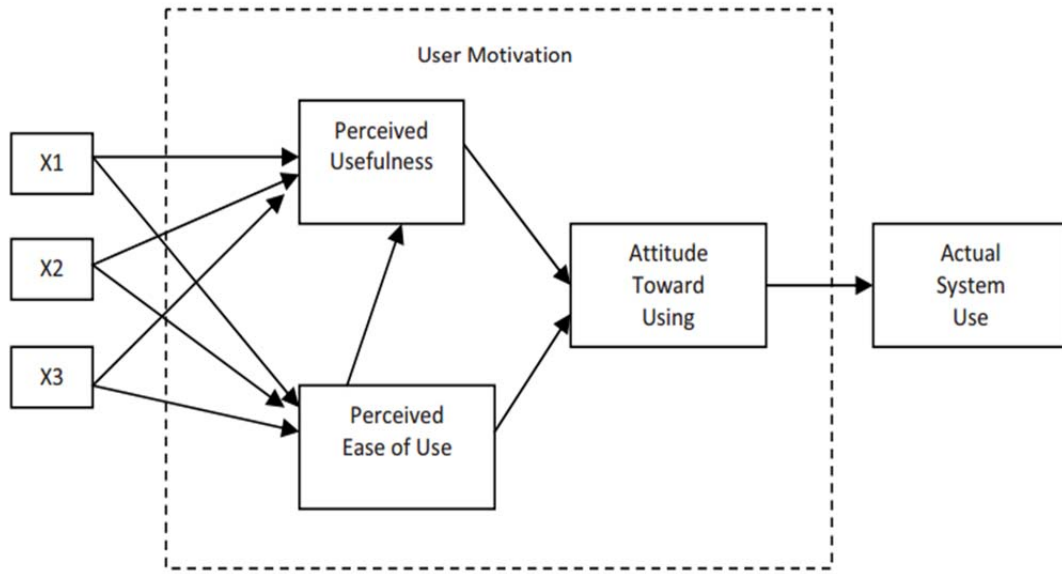 User Motivation
Perceived
Usefulness
X1
X2
Attitude
Toward
Using
Actual
System
Use
X3
Perceived
Ease of Use